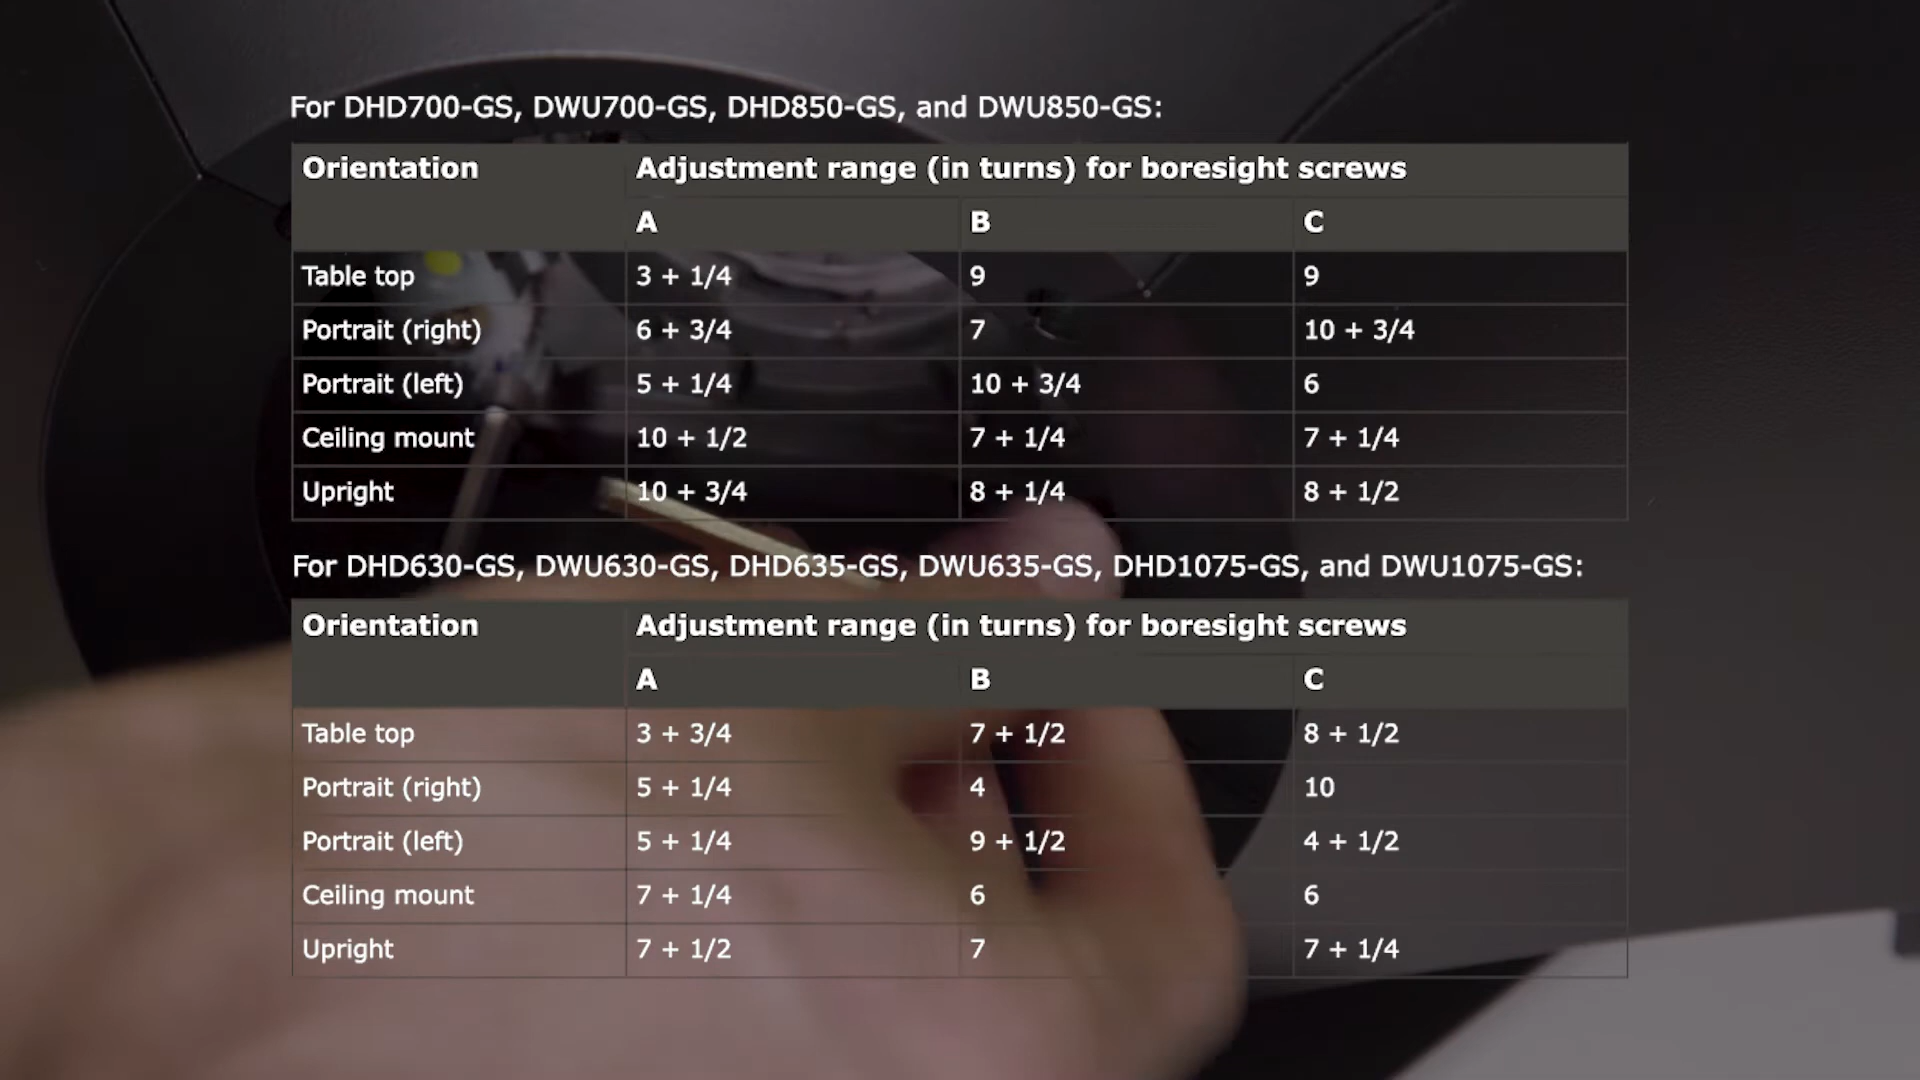 For DHD700-GS, DWU700-GS, DHD850-GS, and DWU850-GS:
Orientation Adjustment range (in turns) for boresight screws
A B C
Table top 3 + 1/4 9 9
Portrait (right) 6 + 3/4 7 10 + 3/4
Portrait (left) 5 + 1/4 10 + 3/4 6
Ceiling mount 10 + 1/2 7 + 1/4 7 + 1/4
Upright 10 + 3/4 8 + 1/4 8 + 1/2
For DHD630-GS, DWU630-GS, DHD635-GS, DWU635-GS, DHD1075-GS, and DWU1075-GS:
Orientation Adjustment range (in turns) for boresight screws
A B C
Table top 3 + 3/4 7 + 1/2 8 + 1/2
Portrait (right) 5 + 1/4 4 10
Portrait (left) 5 + 1/4 9 + 1/2 4 + 1/2
Ceiling mount 7 + 1/4 6 6
Upright 7 + 1/2 7 7 + 1/4